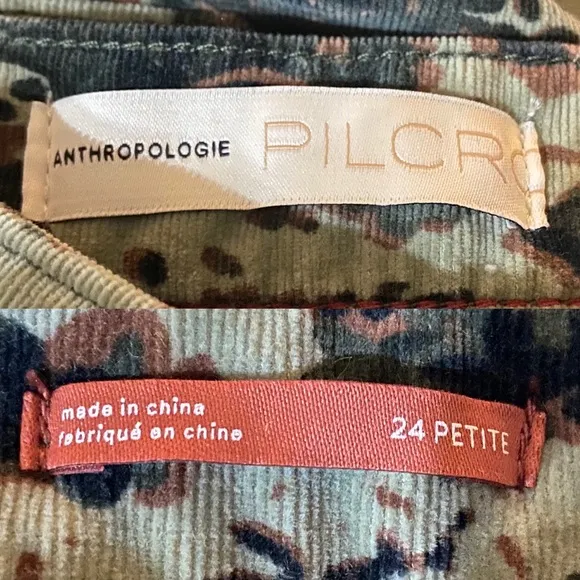 ANTHROPOLOGIE PILCRO
made in china
fabriqué en chine
24 PETITE